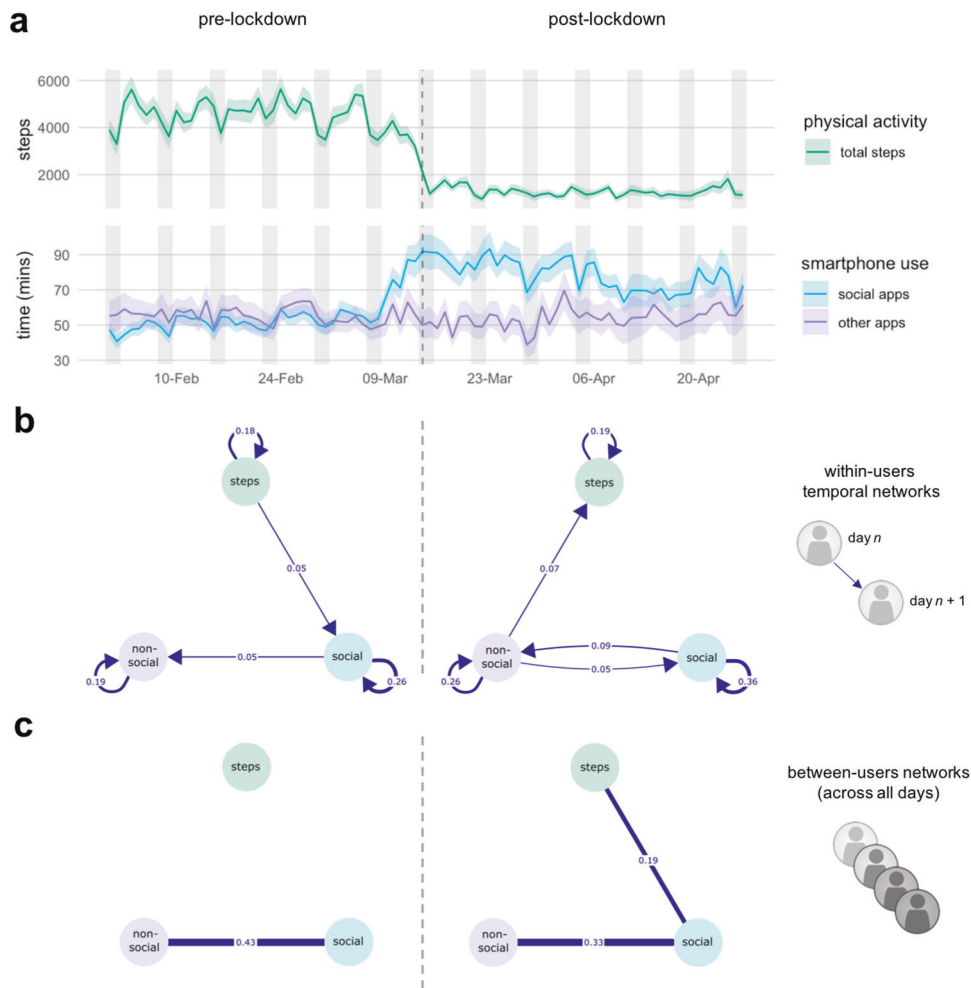 a
pre-lockdown
post-lockdown
steps
6000
4000
2000
physical activity
total steps
time (mins)
90
70
50
30
10-Feb
24-Feb
09-Mar
23-Mar
06-Apr
20-Apr
smartphone use
social apps
other apps
b
0.18
steps
0.05
non-
social
0.05
social
0.19
0.26
0.19
steps
0.07
non-
social
0.09
0.05
social
0.26
0.36
within-users
temporal networks
day n
day n + 1
c
steps
non-
social
0.43
social
steps
0.19
non-
social
0.33
social
between-users networks
(across all days)